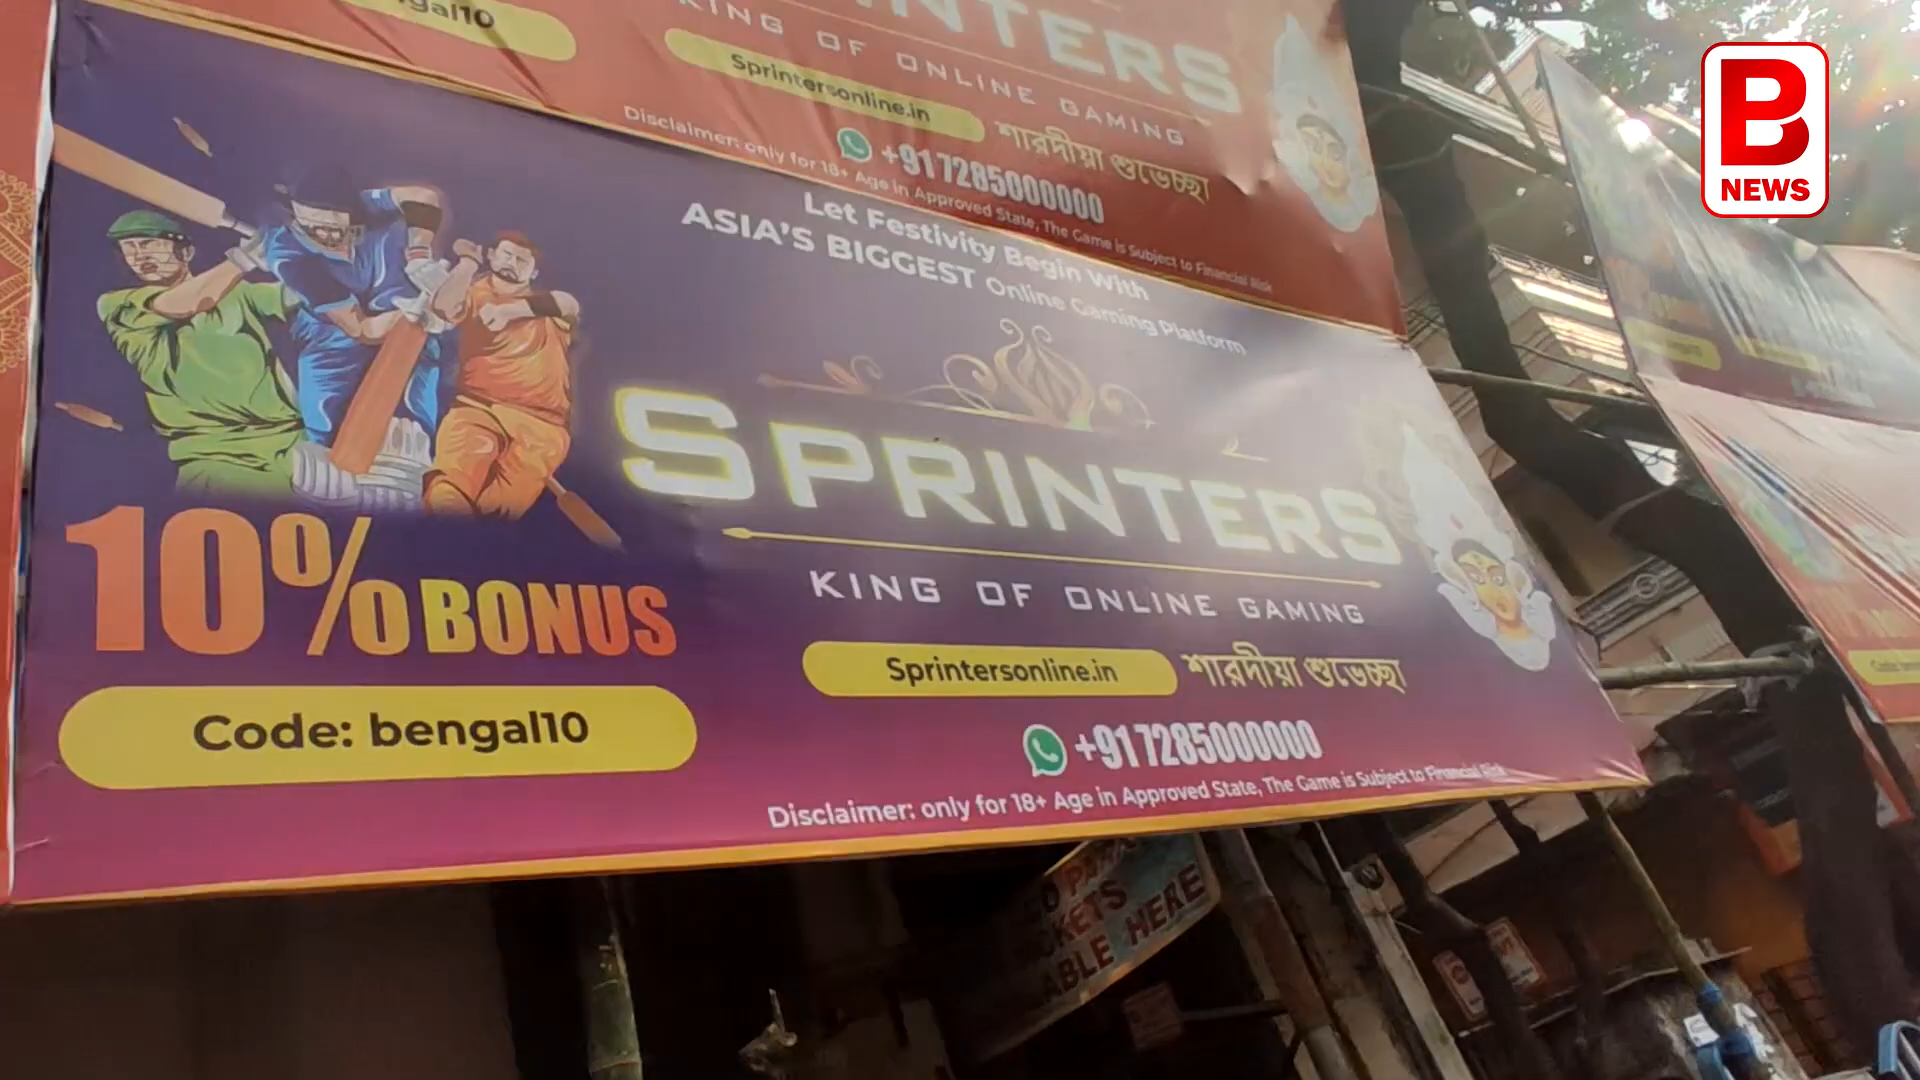 gal10
SPRINTERS
KING OF ONLINE GAMING
Sprintersonline.in
শারদীয়া শুভেচ্ছা
+917285000000
Disclaimer: only for 18+ Age in Approved State, The Game is Subject to Financial Risk
B
NEWS
Let Festivity Begin With
ASIA'S BIGGEST Online Gaming Platform
SPRINTERS
KING OF ONLINE GAMING
10% BONUS
Code: bengal10
Sprintersonline.in
শারদীয়া শুভেচ্ছা
+917285000000
Disclaimer: only for 18+ Age in Approved State, The Game is Subject to Financial Risk
ABLE HERE